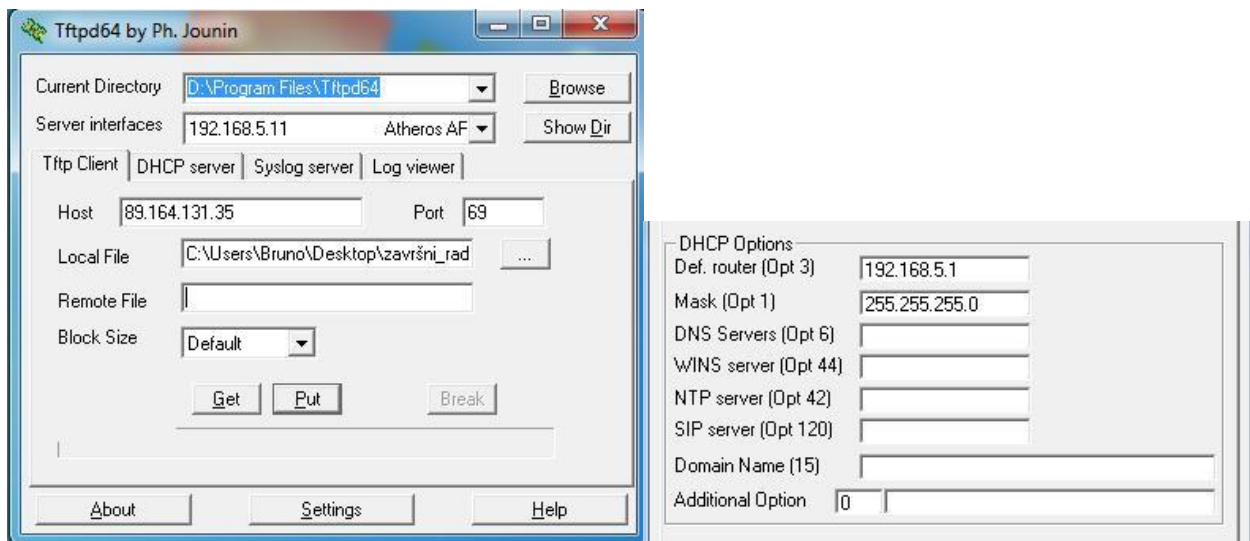 Tftpd64 by Ph. Jounin
Current Directory D:\Program Files\Tftpd64 Browse
Server interfaces 192.168.5.11 Atheros AF Show Dir
Tftp Client DHCP server Syslog server Log viewer
Host 89.164.131.35 Port 69
Local File C:\Users\Bruno\Desktop\završni_rad ...
Remote File
Block Size Default
Get Put Break
About Settings Help
DHCP Options
Def. router (Opt 3) 192.168.5.1
Mask (Opt 1) 255.255.255.0
DNS Servers (Opt 6)
WINS server (Opt 44)
NTP server (Opt 42)
SIP server (Opt 120)
Domain Name (15)
Additional Option 0